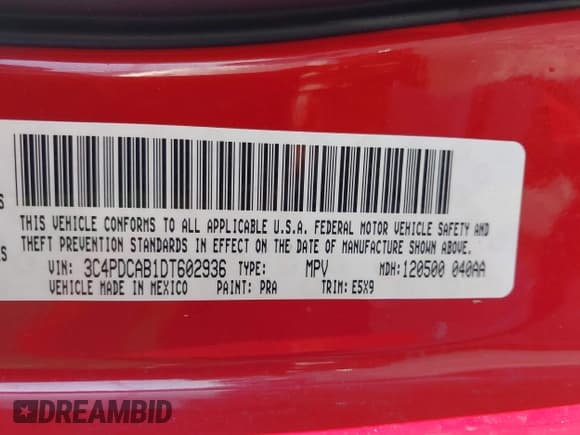 S
THIS VEHICLE CONFORMS TO ALL APPLICABLE U.S.A. FEDERAL MOTOR VEHICLE SAFETY AND
THEFT PREVENTION STANDARDS IN EFFECT ON THE DATE OF MANUFACTURE SHOWN ABOVE.
RS
VIN: 3C4PDCAB1DT602936 TYPE: MPV MDH: 120500 040AA
VEHICLE MADE IN MEXICO PAINT: PRA TRIM: E5X9
DREAMBID